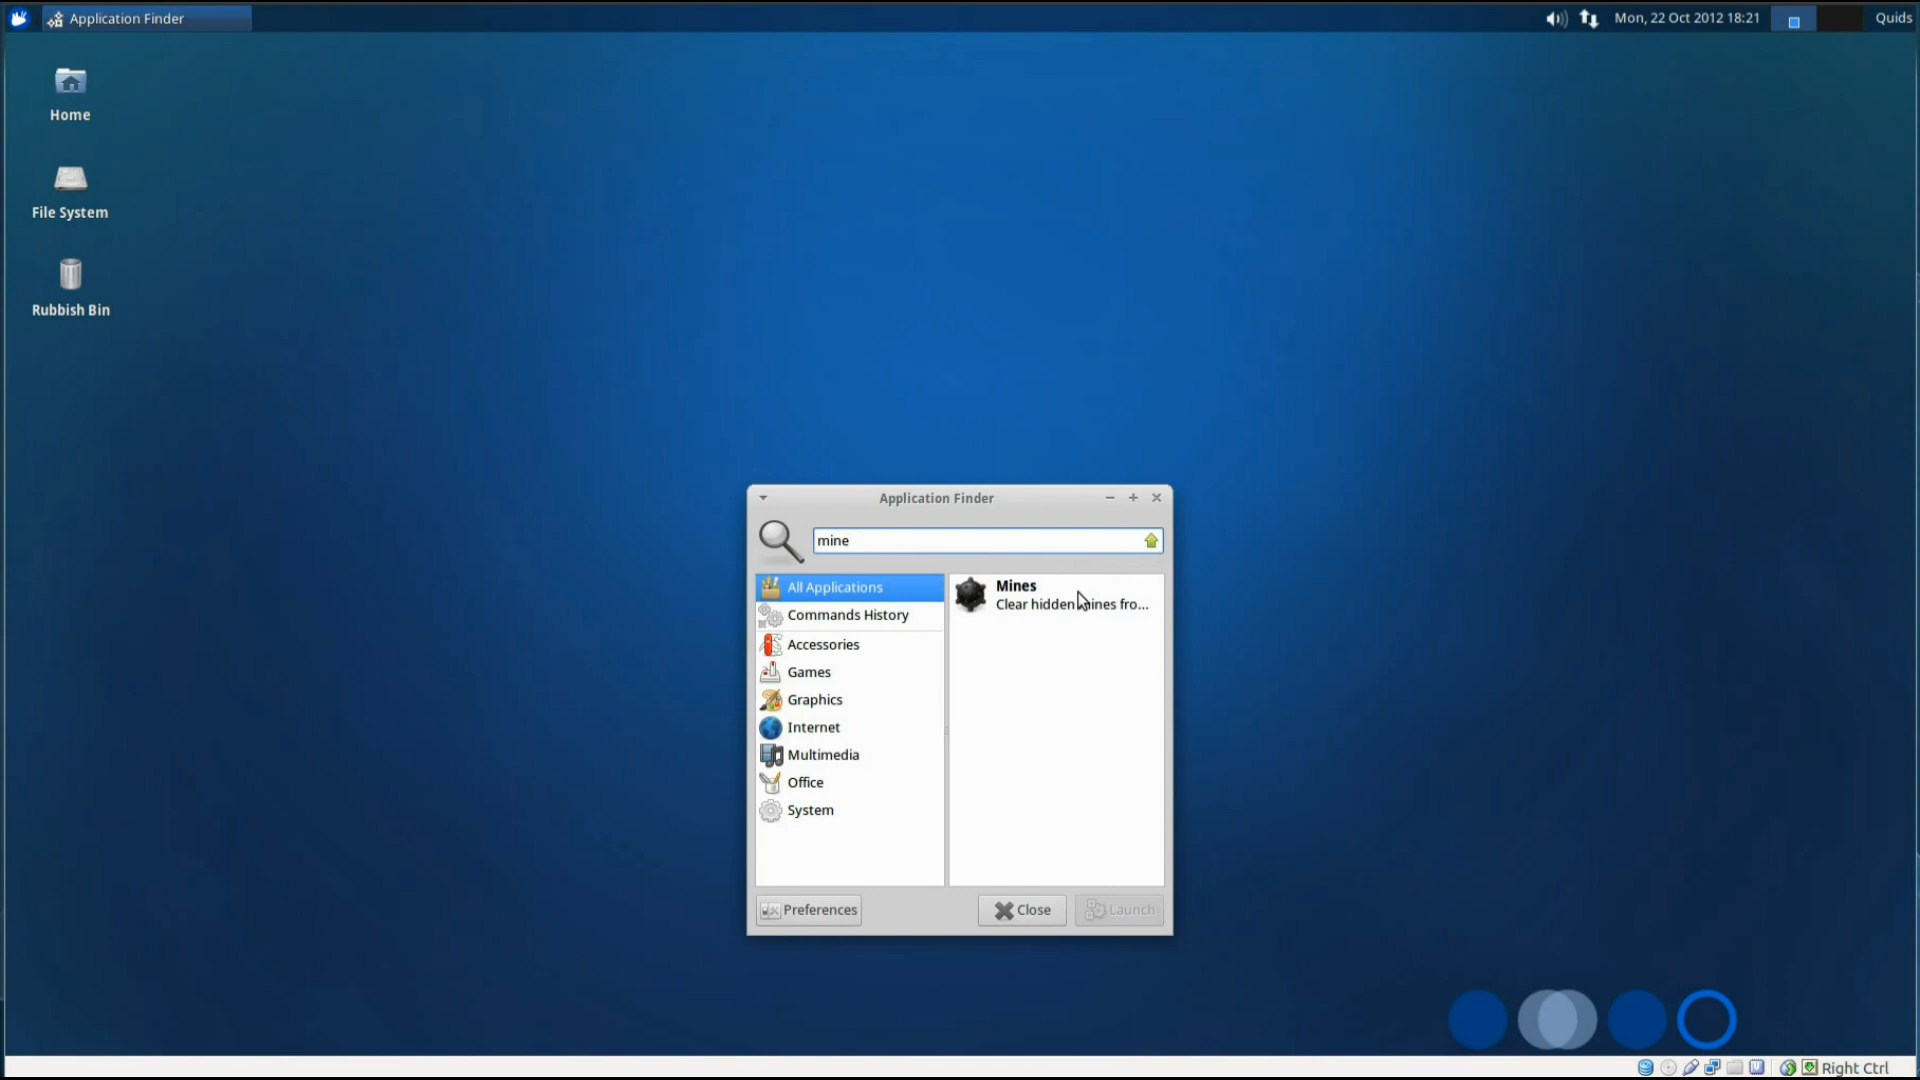 Application Finder
Mon, 22 Oct 2012 18:21
Quids
Home
File System
Rubbish Bin
Application Finder
mine
All Applications
Commands History
Accessories
Games
Graphics
Internet
Multimedia
Office
System
Mines
Clear hidden mines fro...
Preferences
Close
Launch
Right Ctrl